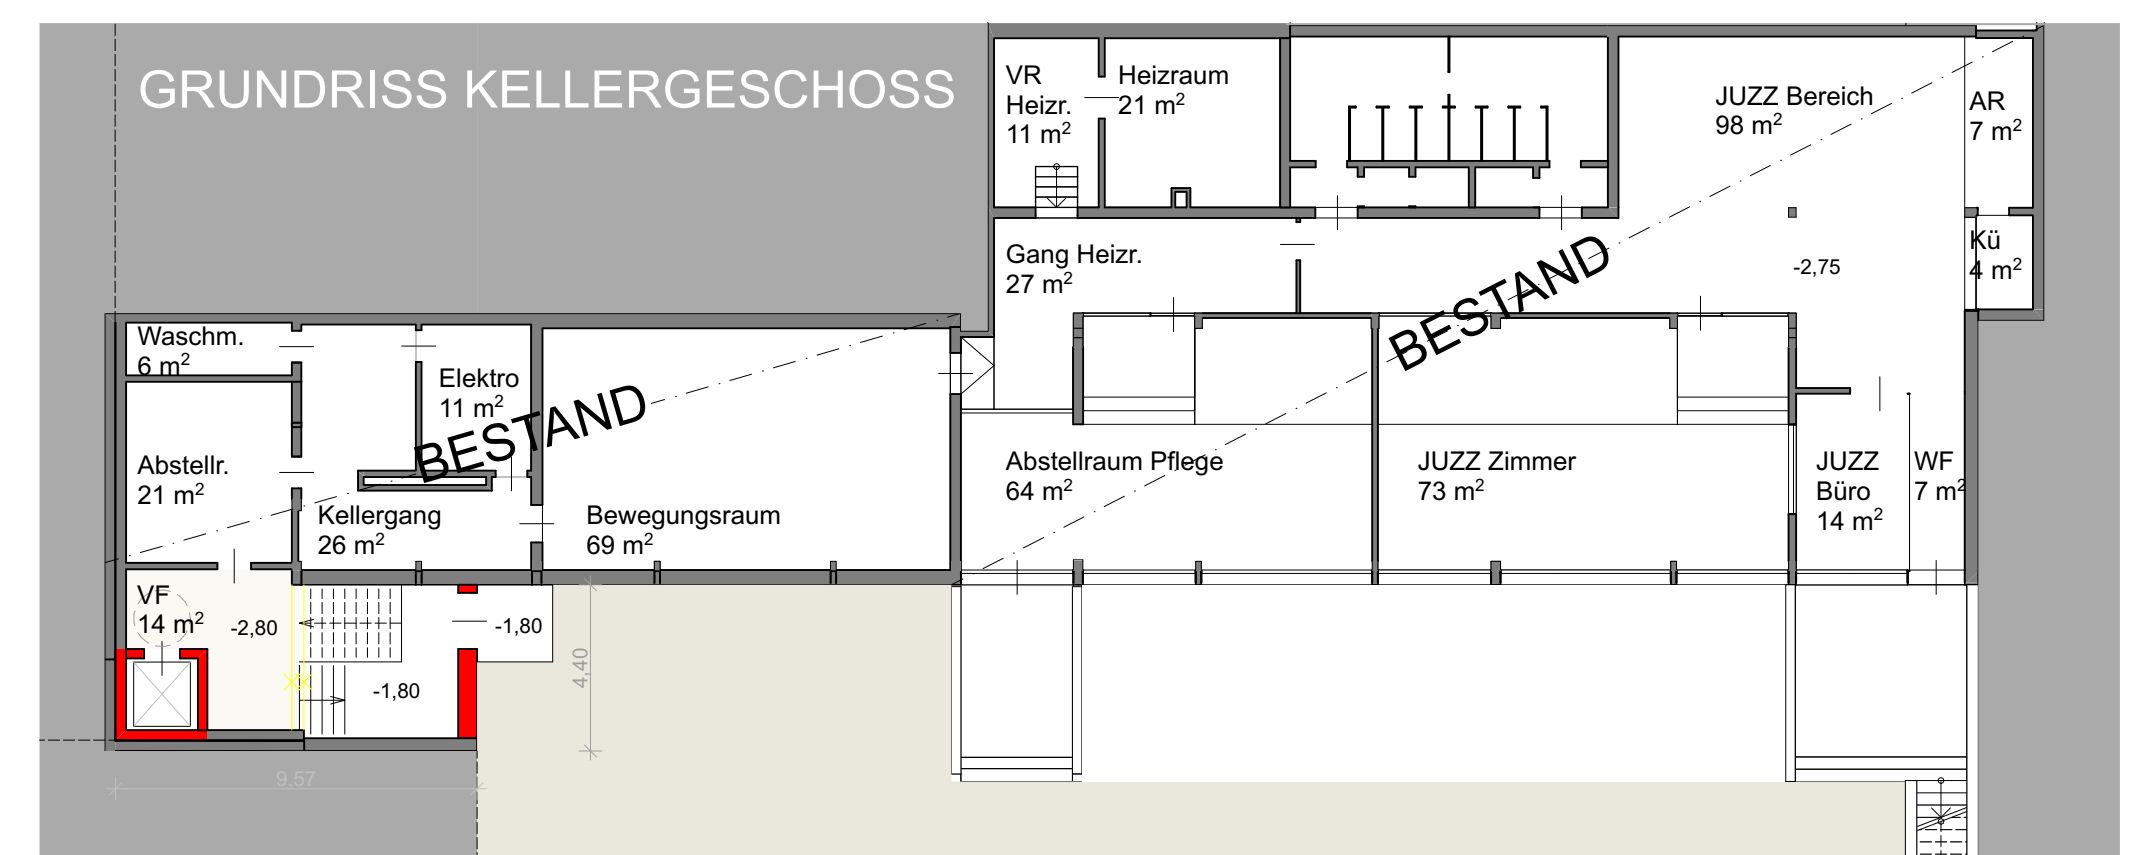 GRUNDRISS KELLERGESCHOSS
VR
Heizr.
11 m²
Heizraum
21 m²
JUZZ Bereich
98 m²
AR
7 m²
Gang Heizr.
27 m²
BESTAND
-2,75
Kü
4 m²
Waschm.
6 m²
Elektro
11 m²
BESTAND
Abstellr.
21 m²
Kellergang
26 m²
Bewegungsraum
69 m²
Abstellraum Pflege
64 m²
JUZZ Zimmer
73 m²
JUZZ
Büro
14 m²
WF
7 m²
VF
14 m²
-2,80
-1,80
-1,80
4,40
9,57